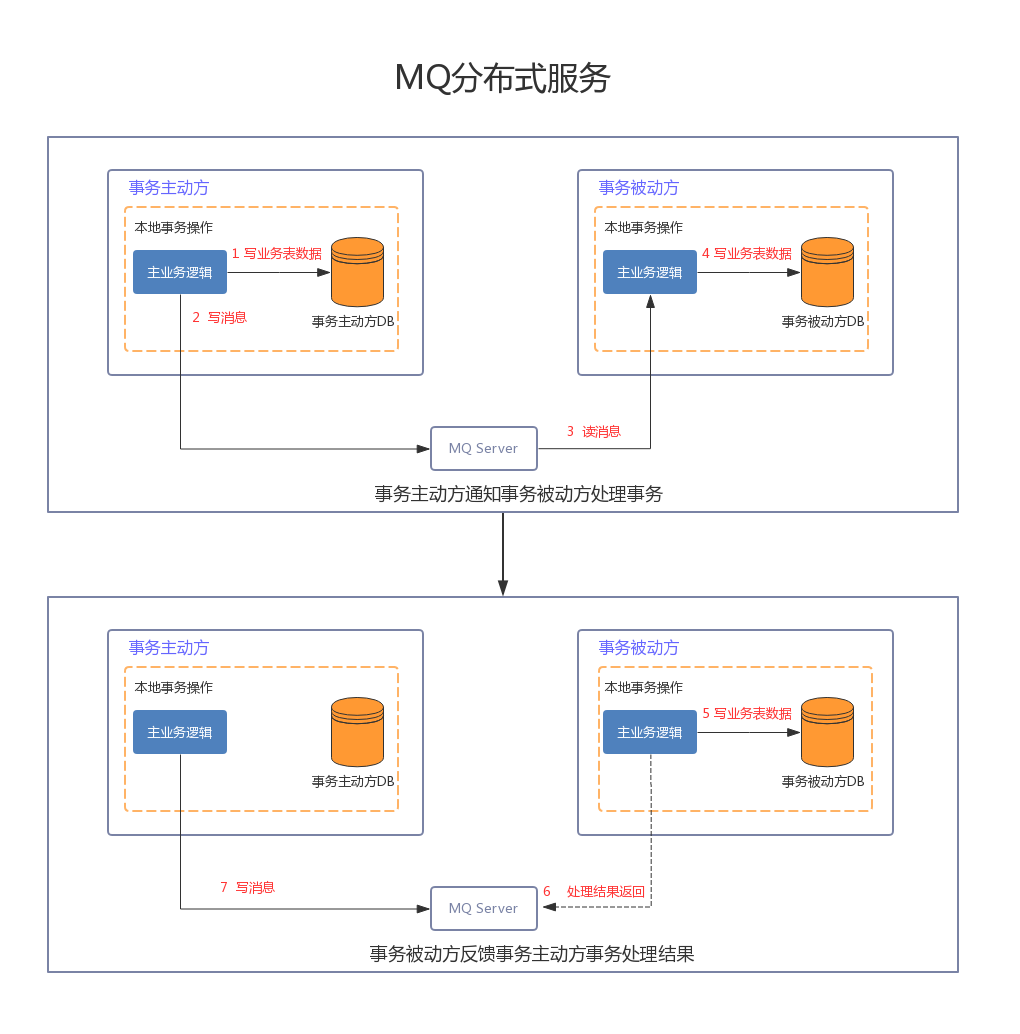 MQ分布式服务
事务主动方
本地事务操作
主业务逻辑
1 写业务表数据
事务主动方DB
2 写消息
事务被动方
本地事务操作
主业务逻辑
4 写业务表数据
事务被动方DB
3 读消息
MQ Server
事务主动方通知事务被动方处理事务
事务主动方
本地事务操作
主业务逻辑
事务主动方DB
事务被动方
本地事务操作
主业务逻辑
5 写业务表数据
事务被动方DB
7 写消息
6 处理结果返回
MQ Server
事务被动方反馈事务主动方事务处理结果